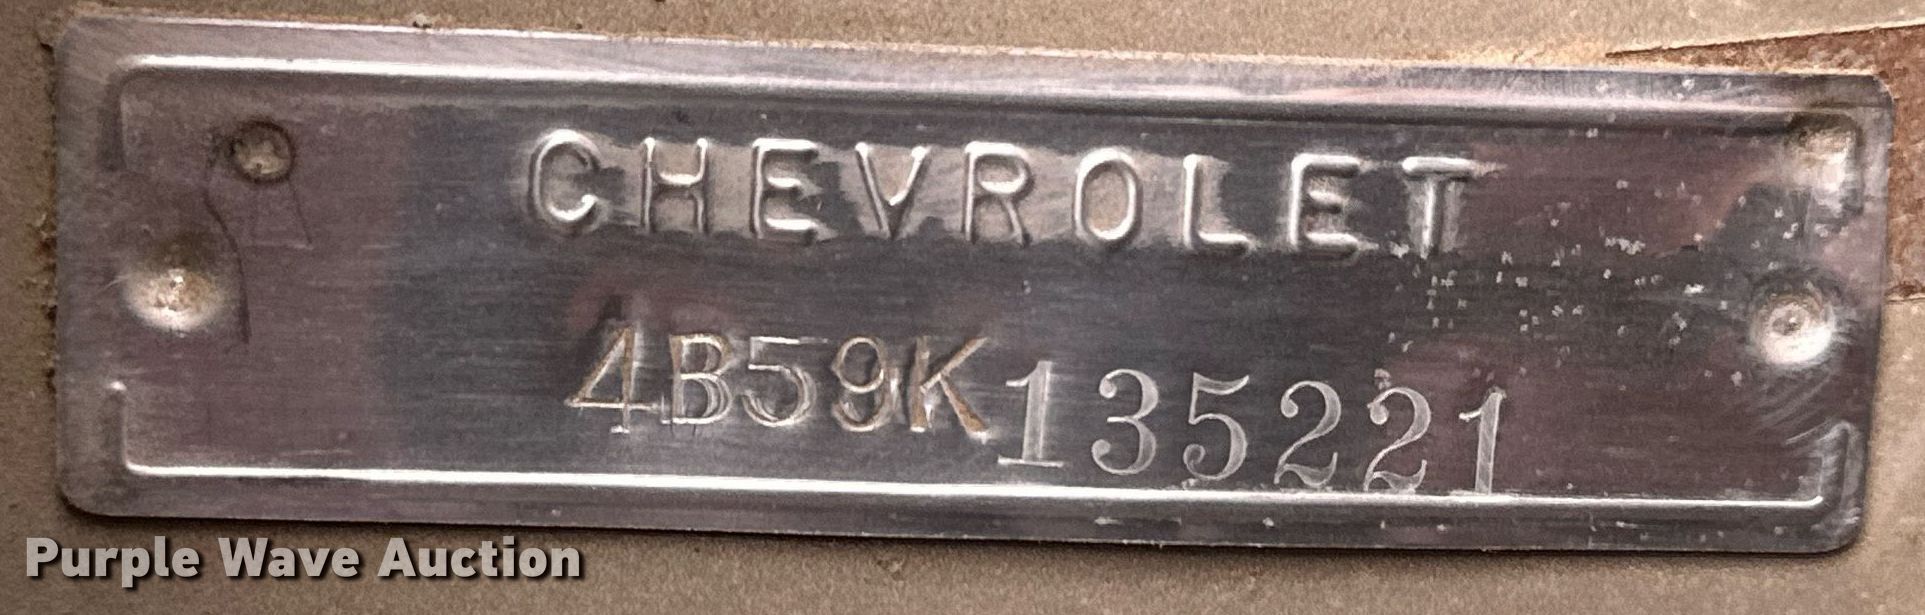 CHEVROLET
4B59K135221
Purple Wave Auction